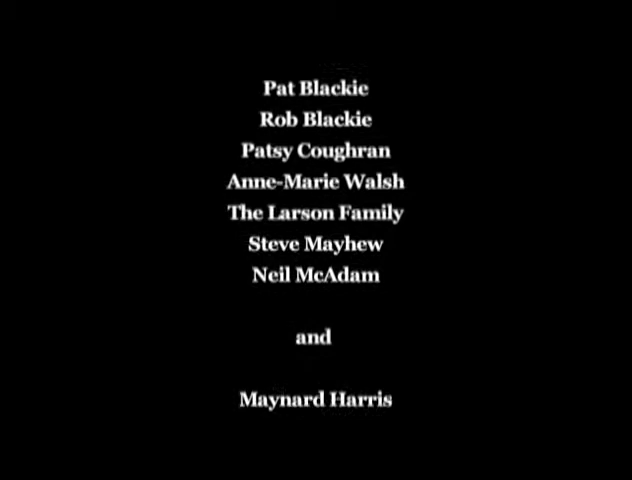 Pat Blackie
Rob Blackie
Patsy Coughran
Anne-Marie Walsh
The Larson Family
Steve Mayhew
Neil McAdam
and
Maynard Harris